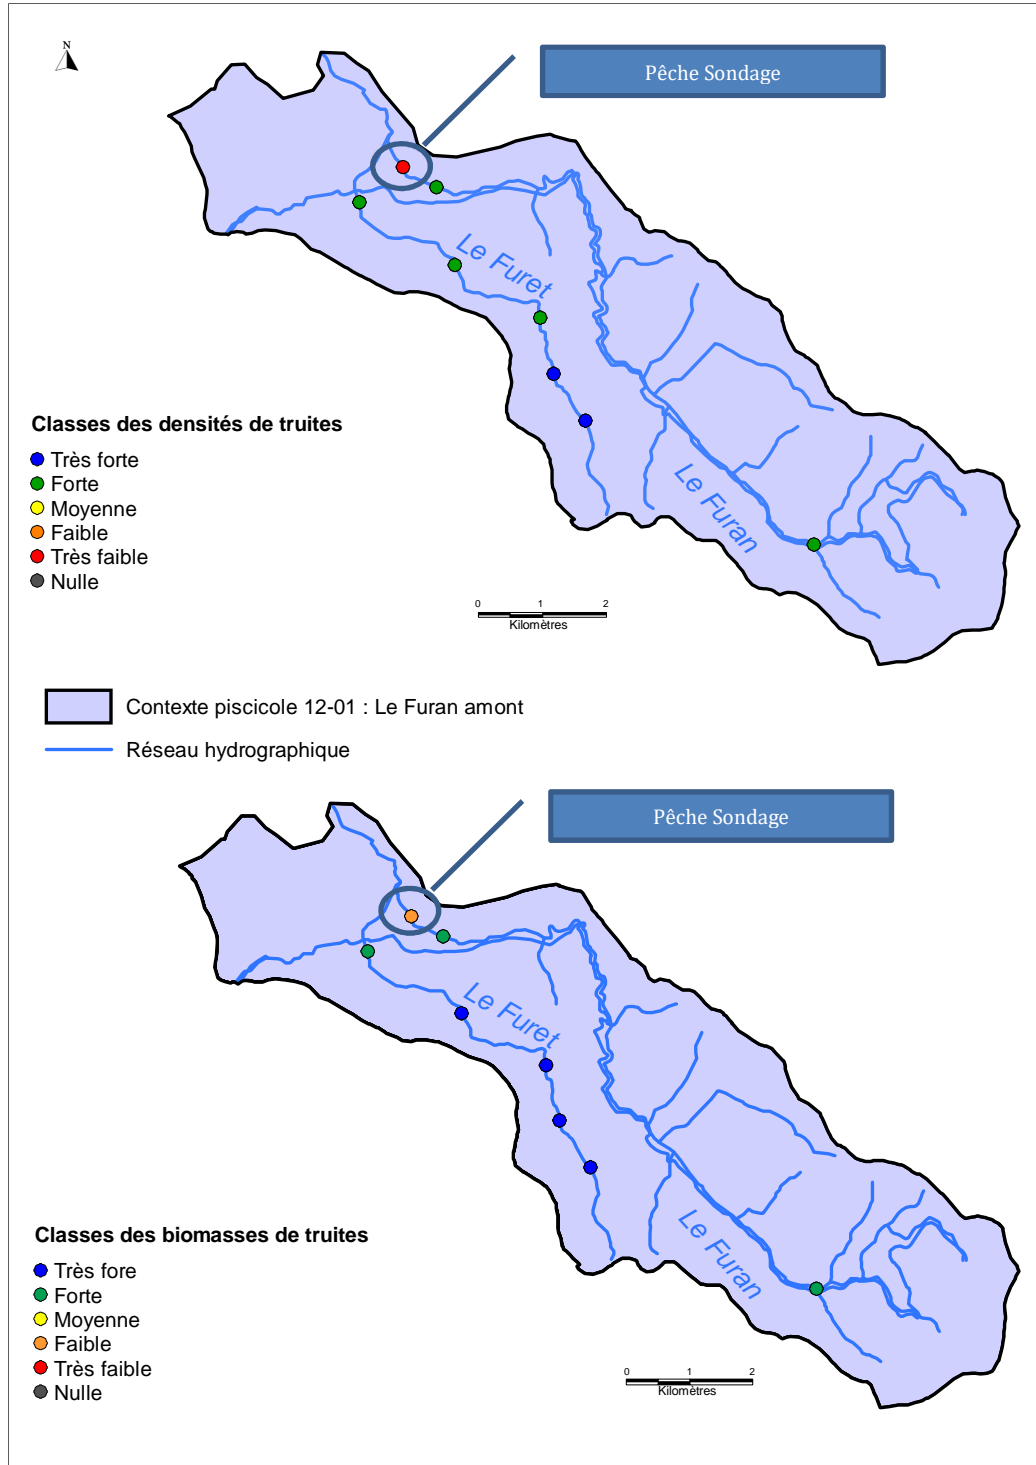 N
Pêche Sondage
Le Furet
Classes des densités de truites
Très forte
Forte
Moyenne
Faible
Très faible
Nulle
Le Furan
0 1 2
Kilomètres
Contexte piscicole 12-01 : Le Furan amont
Réseau hydrographique
Pêche Sondage
Le Furet
Le Furan
Classes des biomasses de truites
Très fore
Forte
Moyenne
Faible
Très faible
Nulle
0 1 2
Kilomètres